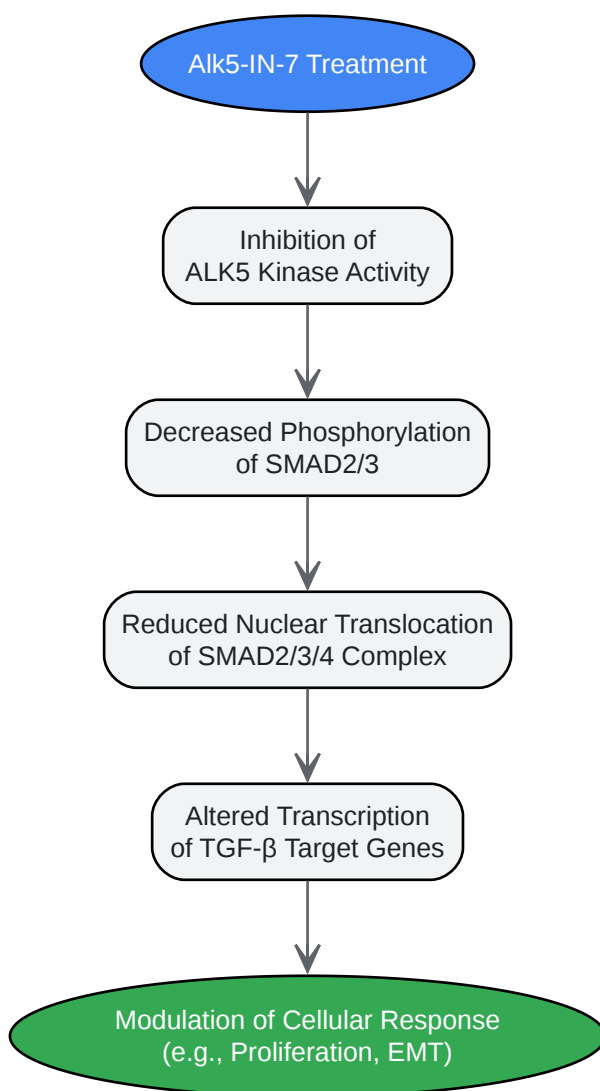 Alk5-IN-7 Treatment
Inhibition of
ALK5 Kinase Activity
Decreased Phosphorylation
of SMAD2/3
Reduced Nuclear Translocation
of SMAD2/3/4 Complex
Altered Transcription
of TGF-β Target Genes
Modulation of Cellular Response
(e.g., Proliferation, EMT)